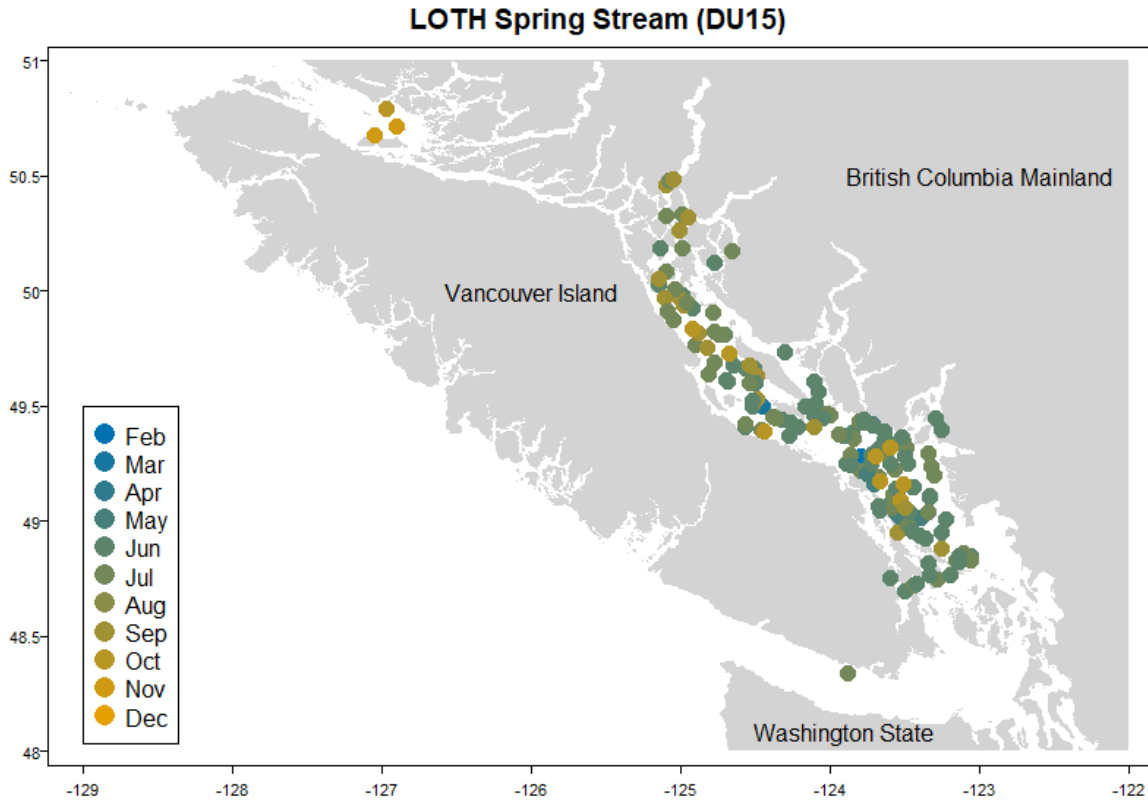 LOTH Spring Stream (DU15)
51
50.5
50
49.5
49
48.5
48
British Columbia Mainland
Vancouver Island
Washington State
Feb
Mar
Apr
May
Jun
Jul
Aug
Sep
Oct
Nov
Dec
-129
-128
-127
-126
-125
-124
-123
-122